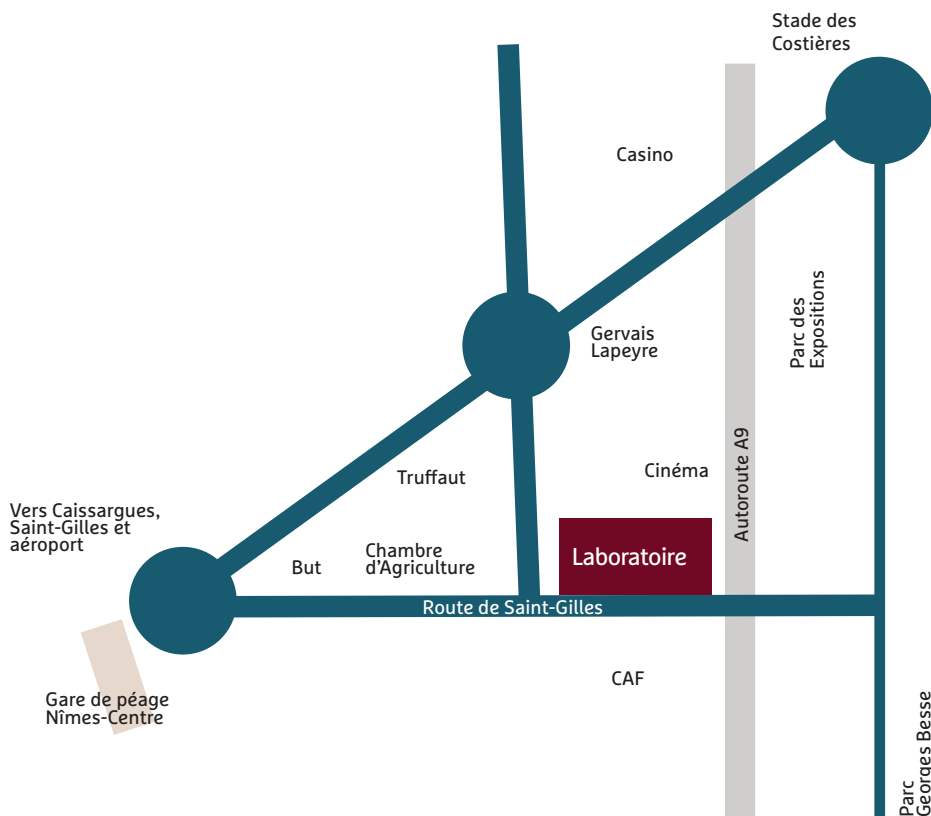 Stade des
Costières
Casino
Parc des
Expositions
Gervais
Lapeyre
Autoroute A9
Cinéma
Truffaut
Vers Caissargues,
Saint-Gilles et
aéroport
But
Chambre
d'Agriculture
Laboratoire
Route de Saint-Gilles
CAF
Gare de péage
Nîmes-Centre
Parc
Georges Besse